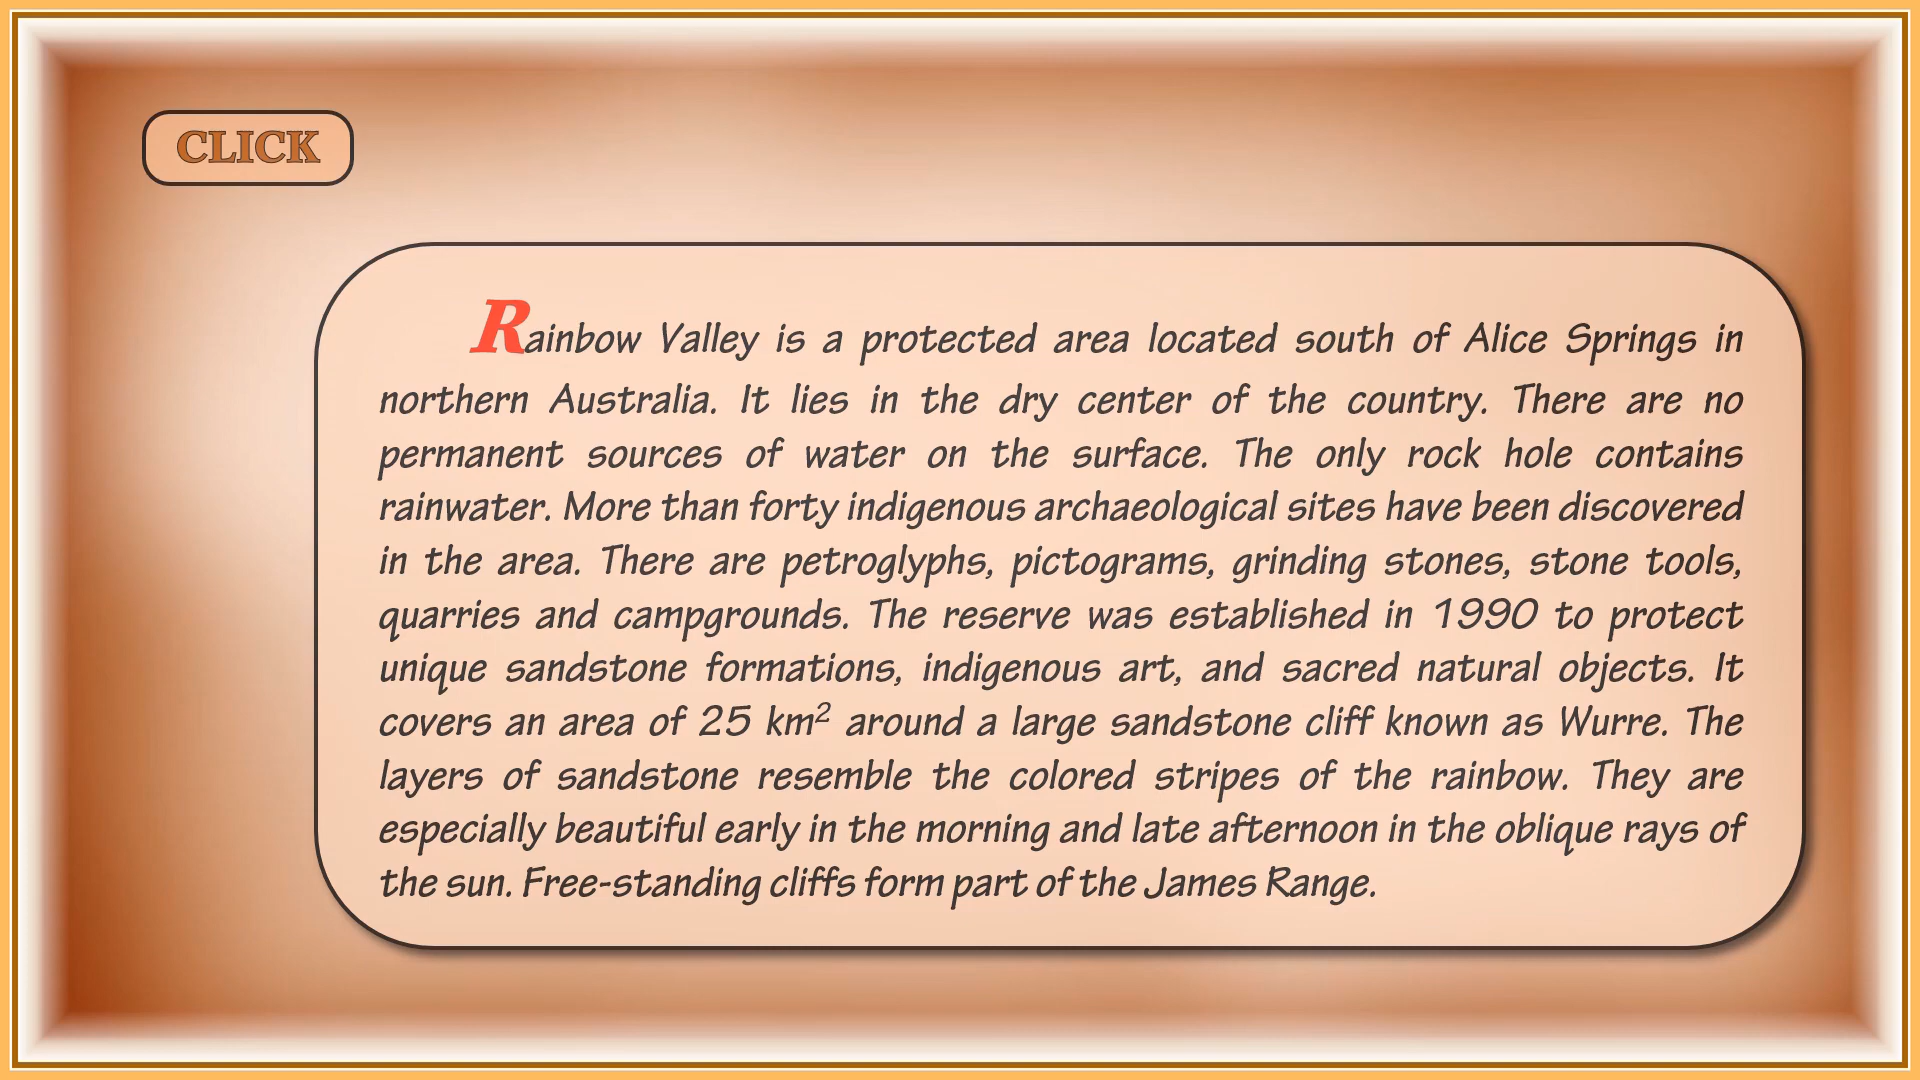 CLICK
Rainbow Valley is a protected area located south of Alice Springs in
northern Australia. It lies in the dry center of the country. There are no
permanent sources of water on the surface. The only rock hole contains
rainwater. More than forty indigenous archaeological sites have been discovered
in the area. There are petroglyphs, pictograms, grinding stones, stone tools,
quarries and campgrounds. The reserve was established in 1990 to protect
unique sandstone formations, indigenous art, and sacred natural objects. It
covers an area of 25 km² around a large sandstone cliff known as Wurre. The
layers of sandstone resemble the colored stripes of the rainbow. They are
especially beautiful early in the morning and late afternoon in the oblique rays of
the sun. Free-standing cliffs form part of the James Range.